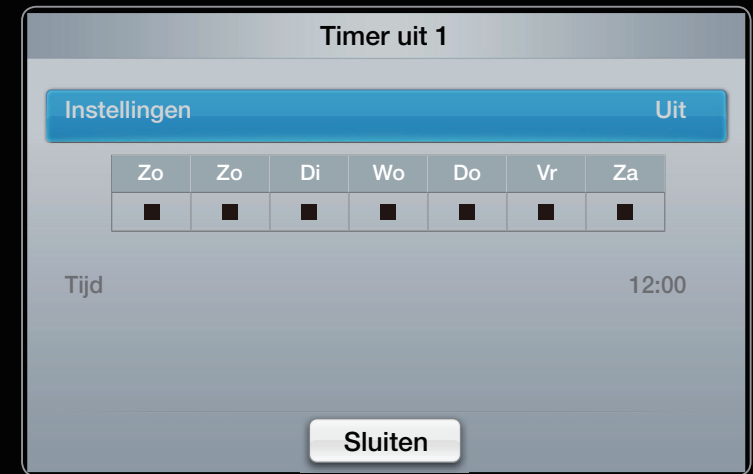 Timer uit 1
Instellingen Uit
Zo Zo Di Wo Do Vr Za
Tijd 12:00
Sluiten